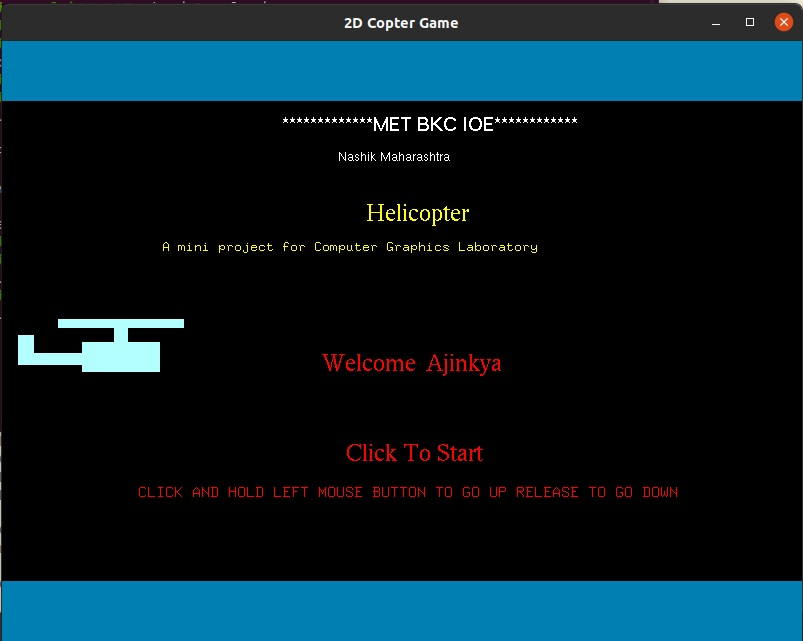 2D Copter Game
*************MET BKC IOE************
Nashik Maharashtra
Helicopter
A mini project for Computer Graphics Laboratory
Welcome Ajinkya
Click To Start
CLICK AND HOLD LEFT MOUSE BUTTON TO GO UP RELEASE TO GO DOWN